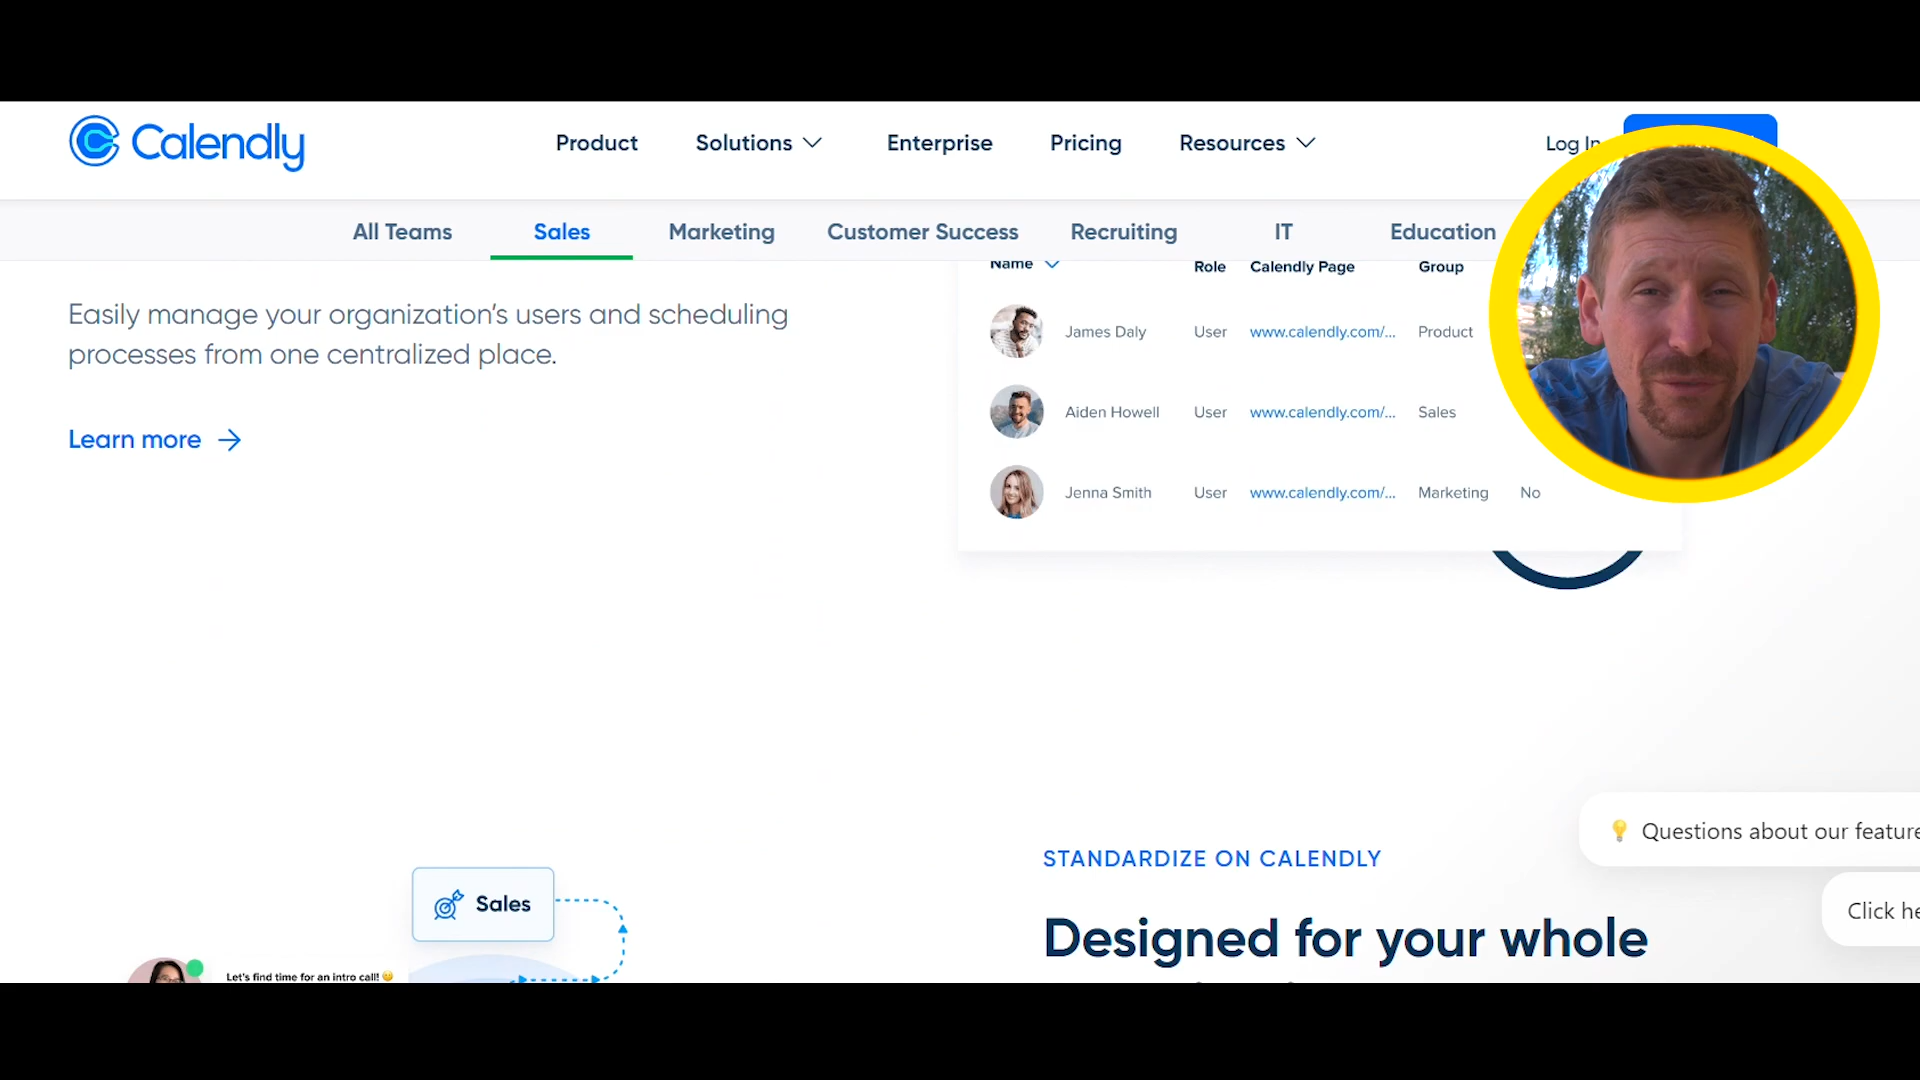 Calendly
Product Solutions Enterprise Pricing Resources Log In
All Teams Sales Marketing Customer Success Recruiting IT Education
Easily manage your organization's users and scheduling
processes from one centralized place.
Learn more
Name Role Calendly Page Group
James Daly User www.calendly.com/... Product
Aiden Howell User www.calendly.com/... Sales
Jenna Smith User www.calendly.com/... Marketing No
STANDARDIZE ON CALENDLY
Designed for your whole
Sales
Let's find time for an intro call! 😊
💡 Questions about our feature
Click he